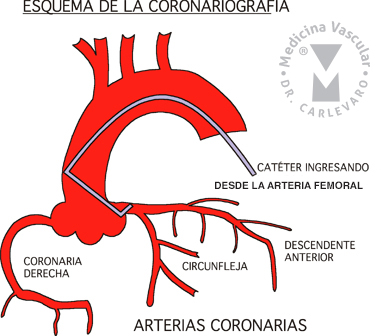 ESQUEMA DE LA CORONARIOGRAFIA
Medicina Vascular
®
DR. CARLEVARO
CATÉTER INGRESANDO
DESDE LA ARTERIA FEMORAL
CORONARIA
DERECHA
CIRCUNFLEJA
DESCENDENTE
ANTERIOR
ARTERIAS CORONARIAS